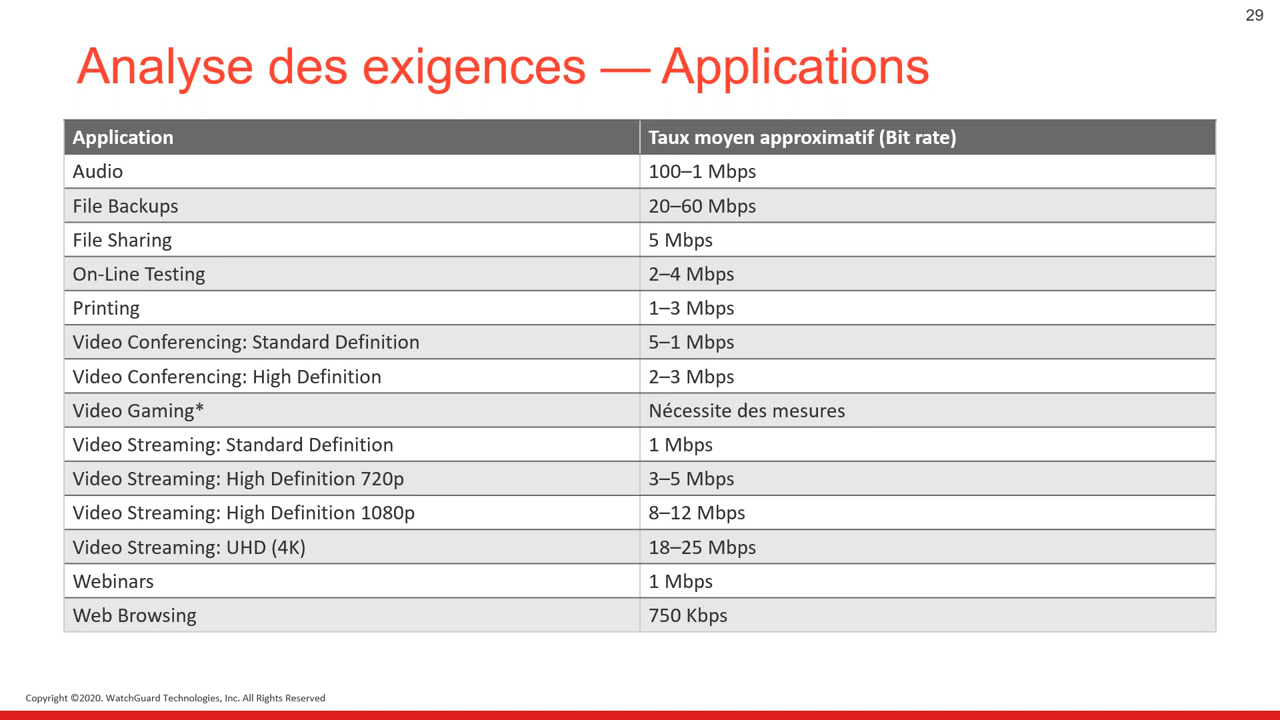 29
Analyse des exigences — Applications
Application Taux moyen approximatif (Bit rate)
Audio 100–1 Mbps
File Backups 20–60 Mbps
File Sharing 5 Mbps
On-Line Testing 2–4 Mbps
Printing 1–3 Mbps
Video Conferencing: Standard Definition 5–1 Mbps
Video Conferencing: High Definition 2–3 Mbps
Video Gaming* Nécessite des mesures
Video Streaming: Standard Definition 1 Mbps
Video Streaming: High Definition 720p 3–5 Mbps
Video Streaming: High Definition 1080p 8–12 Mbps
Video Streaming: UHD (4K) 18–25 Mbps
Webinars 1 Mbps
Web Browsing 750 Kbps
Copyright ©2020. WatchGuard Technologies, Inc. All Rights Reserved